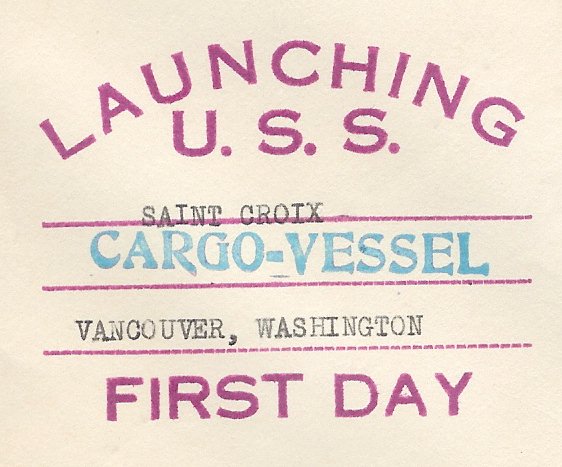 LAUNCHING
U. S. S.
SAINT CROIX
CARGO-VESSEL
VANCOUVER, WASHINGTON
FIRST DAY